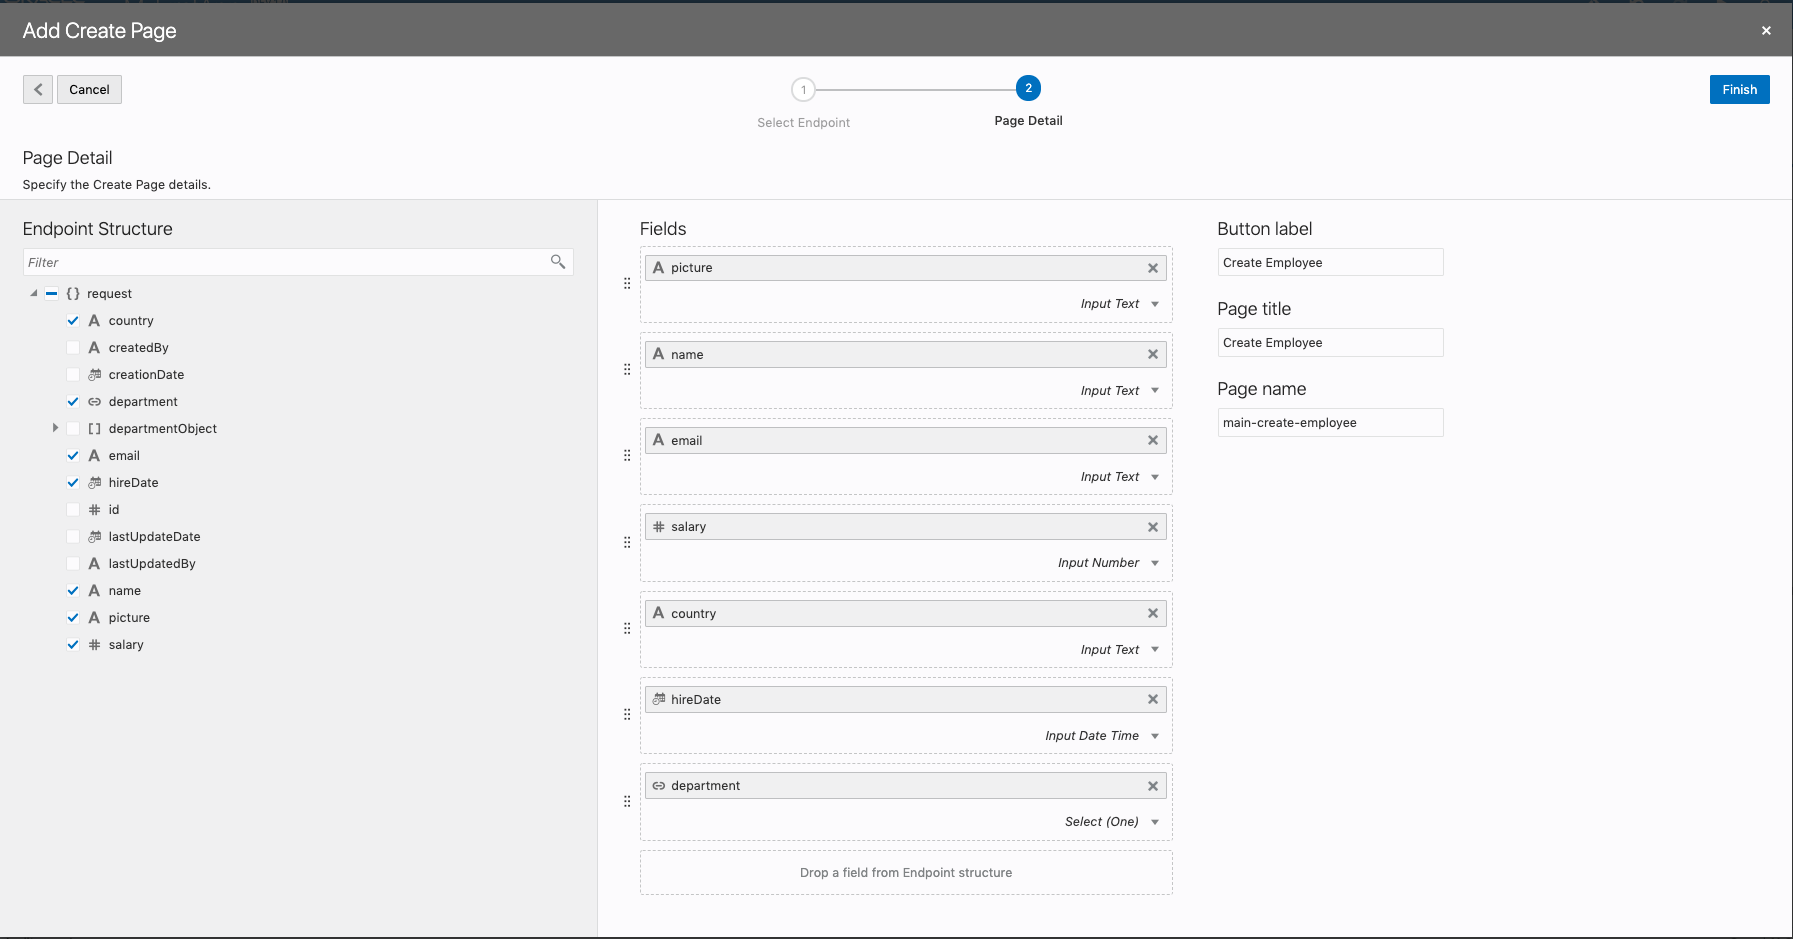 Add Create Page
Cancel
1
2
Finish
Select Endpoint
Page Detail
Page Detail
Specify the Create Page details.
Endpoint Structure
Filter
request
country
createdBy
creationDate
department
departmentObject
email
hireDate
id
lastUpdateDate
lastUpdatedBy
name
picture
salary
Fields
picture
Input Text
name
Input Text
email
Input Text
salary
Input Number
country
Input Text
hireDate
Input Date Time
department
Select (One)
Drop a field from Endpoint structure
Button label
Create Employee
Page title
Create Employee
Page name
main-create-employee